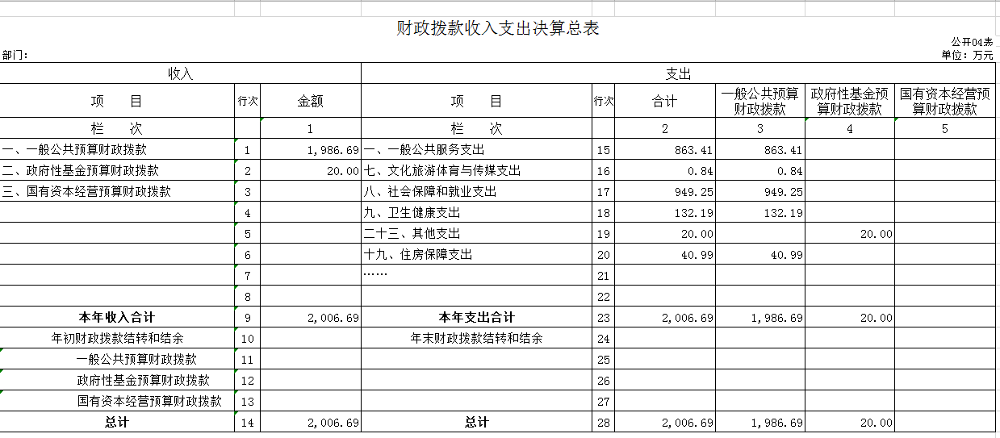 财政拨款收入支出决算总表
公开04表
部门： 单位：万元
收入 支出
项 目 行次 金额 项 目 行次 合计 一般公共预算财政拨款 政府性基金预算财政拨款 国有资本经营预算财政拨款
栏 次 1 栏 次 2 3 4 5
一、一般公共预算财政拨款 1 1,986.69 一、一般公共服务支出 15 863.41 863.41
二、政府性基金预算财政拨款 2 20.00 七、文化旅游体育与传媒支出 16 0.84 0.84
三、国有资本经营预算财政拨款 3 八、社会保障和就业支出 17 949.25 949.25
4 九、卫生健康支出 18 132.19 132.19
5 二十三、其他支出 19 20.00 20.00
6 十九、住房保障支出 20 40.99 40.99
7 …… 21
8 22
本年收入合计 9 2,006.69 本年支出合计 23 2,006.69 1,986.69 20.00
年初财政拨款结转和结余 10 年末财政拨款结转和结余 24
一般公共预算财政拨款 11 25
政府性基金预算财政拨款 12 26
国有资本经营预算财政拨款 13 27
总计 14 2,006.69 总计 28 2,006.69 1,986.69 20.00